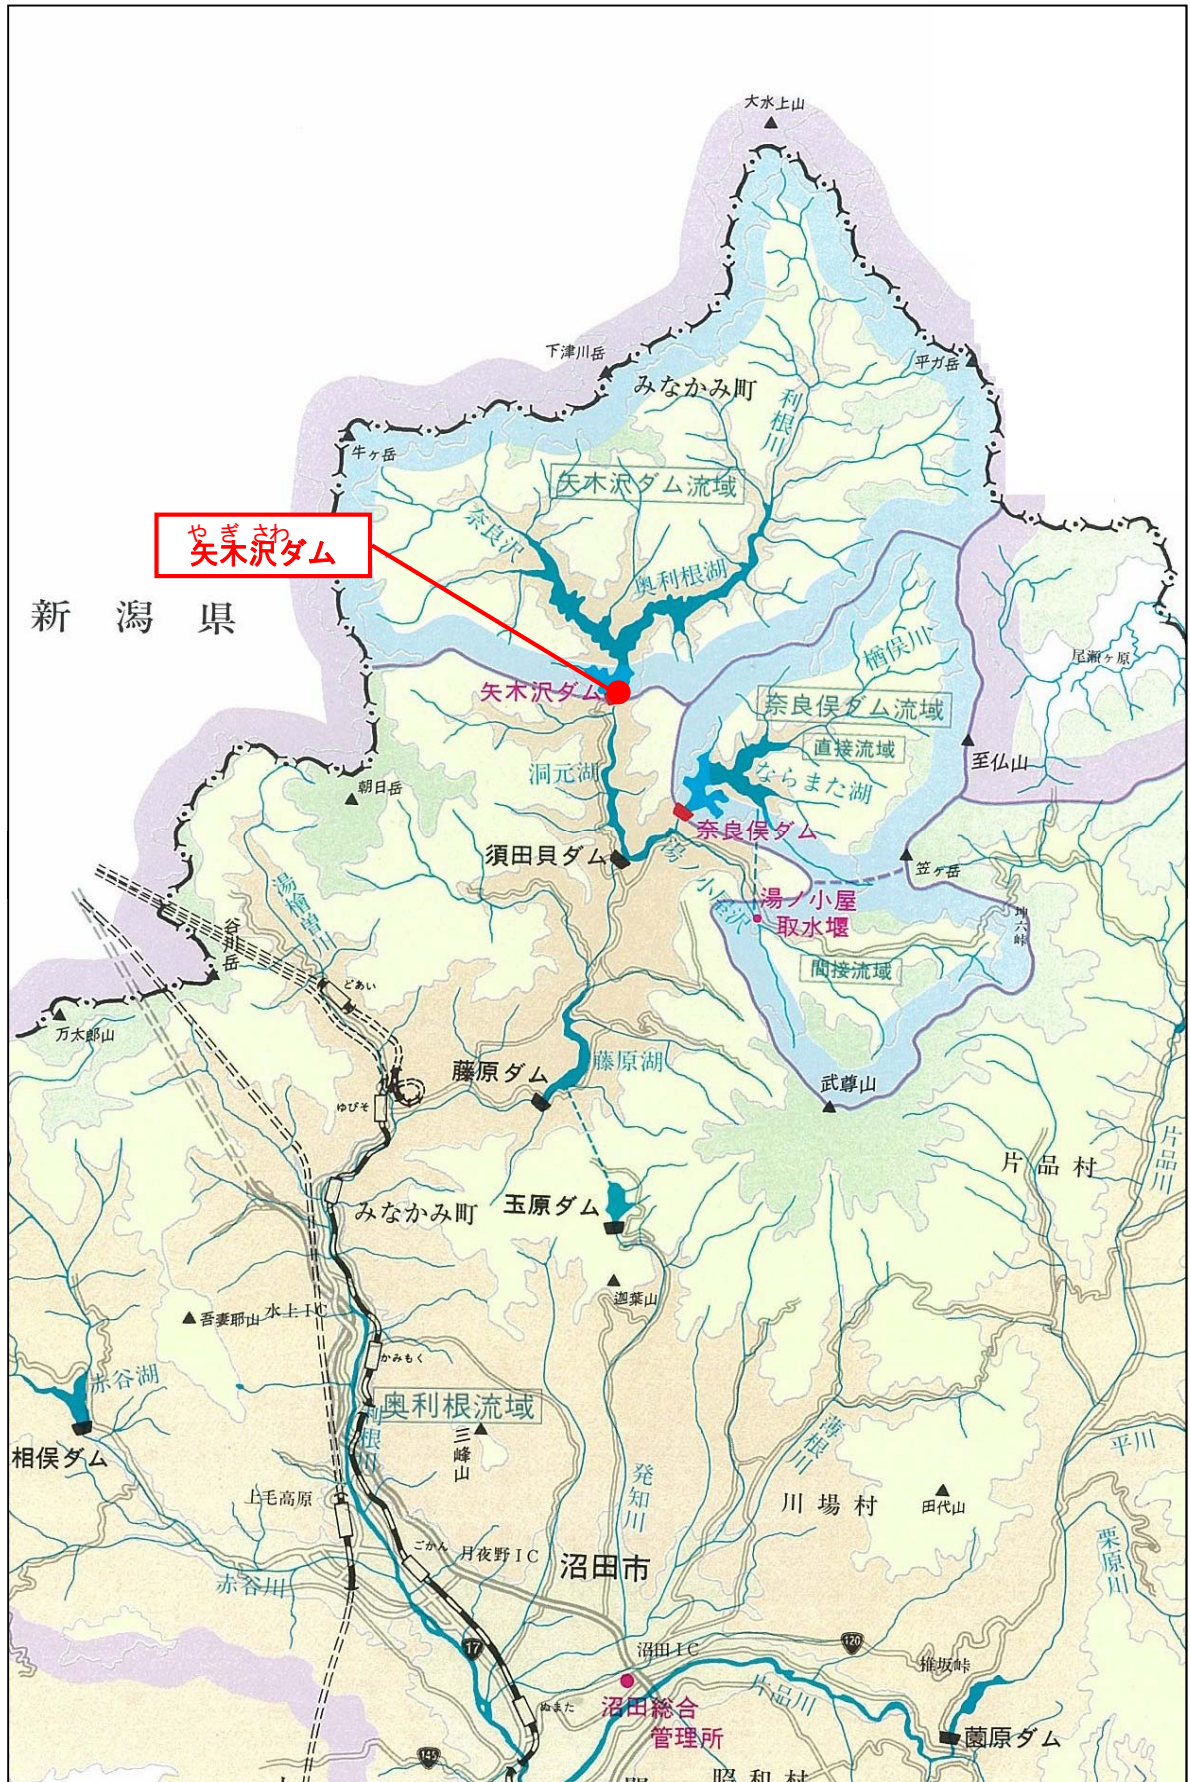 大水上山
下津川岳
平ガ岳
みなかみ町
利根川
牛ヶ岳
矢木沢ダム流域
奈良沢
やぎさわ
矢木沢ダム
奥利根湖
新潟県
楢俣川
尾瀬ヶ原
矢木沢ダム
奈良俣ダム流域
直接流域
至仏山
洞元湖
ならまた湖
朝日岳
奈良俣ダム
須田貝ダム
湯ノ小屋沢
笠ヶ岳
湯檜曽川
湯ノ小屋
取水堰
坤六峠
谷川岳
間接流域
どあい
万太郎山
藤原湖
藤原ダム
武尊山
ゆびそ
片品川
片品村
みなかみ町
玉原ダム
迦葉山
吾妻耶山
水上IC
かみもく
赤谷湖
奥利根流域
利根川
三峰山
薄根川
平川
相俣ダム
発知川
上毛高原
川場村
田代山
栗原川
ごかん
月夜野IC
沼田市
赤谷川
17
沼田IC
120
椎坂峠
片品川
沼田総合
管理所
ぬまた
薗原ダム
145
昭和村